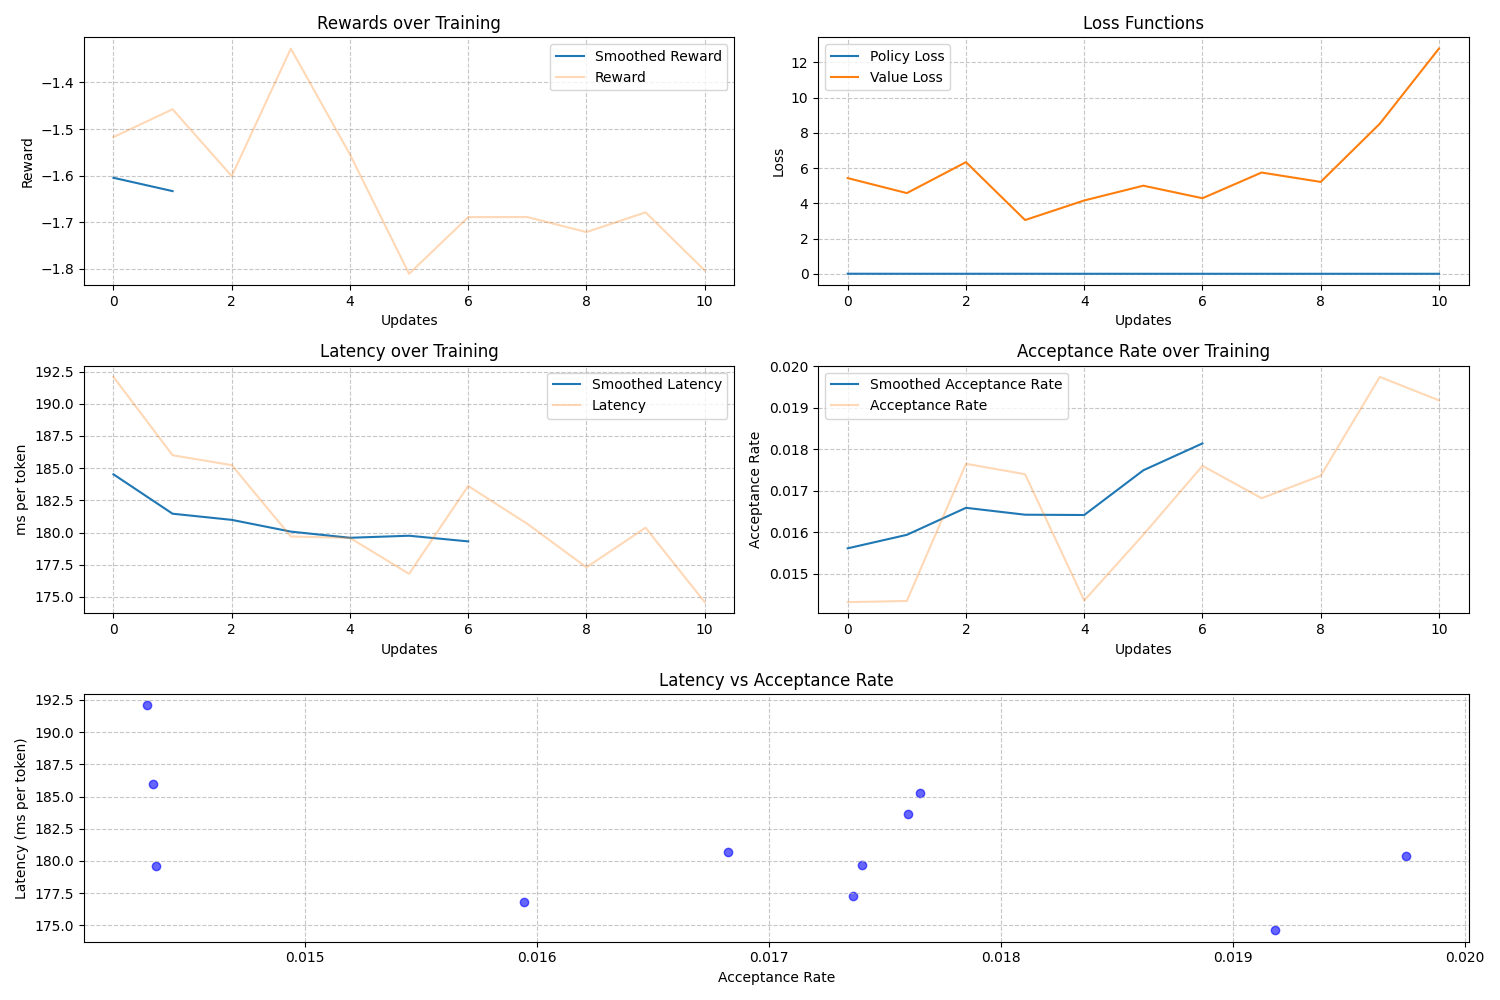 Rewards over Training
Reward
−1.4
−1.5
−1.6
−1.7
−1.8
Smoothed Reward
Reward
0 2 4 6 8 10
Updates
Loss Functions
Loss
12
10
8
6
4
2
0
Policy Loss
Value Loss
0 2 4 6 8 10
Updates
Latency over Training
ms per token
192.5
190.0
187.5
185.0
182.5
180.0
177.5
175.0
Smoothed Latency
Latency
0 2 4 6 8 10
Updates
Acceptance Rate over Training
Acceptance Rate
0.020
0.019
0.018
0.017
0.016
0.015
Smoothed Acceptance Rate
Acceptance Rate
0 2 4 6 8 10
Updates
Latency vs Acceptance Rate
Latency (ms per token)
192.5
190.0
187.5
185.0
182.5
180.0
177.5
175.0
0.015 0.016 0.017 0.018 0.019 0.020
Acceptance Rate